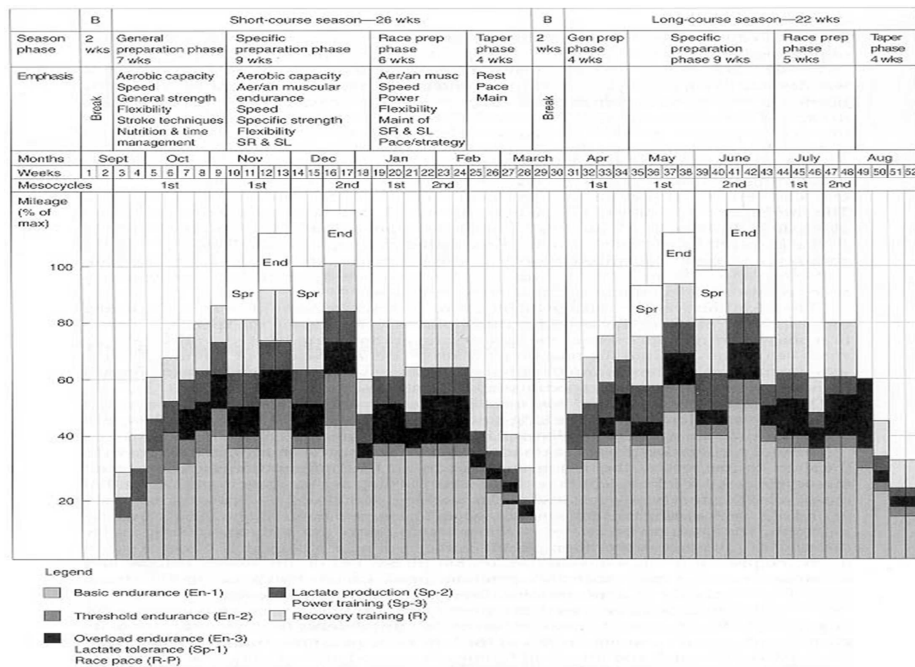 B Short-course season—26 wks B Long-course season—22 wks
Season phase
2 wks
General preparation phase 7 wks
Specific preparation phase 9 wks
Race prep phase 6 wks
Taper phase 4 wks
2 wks
Gen prep phase 4 wks
Specific preparation phase 9 wks
Race prep phase 5 wks
Taper phase 4 wks
Emphasis
Break
Aerobic capacity
Speed
General strength
Flexibility
Stroke techniques
Nutrition & time
management
Aerobic capacity
Aer/an muscular
endurance
Speed
Specific strength
Flexibility
SR & SL
Aer/an musc
Speed
Power
Flexibility
Maint of
SR & SL
Pace/strategy
Rest
Pace
Main
Break
Months Sept Oct Nov Dec Jan Feb March Apr May June July Aug
Weeks 1 2 3 4 5 6 7 8 9 10 11 12 13 14 15 16 17 18 19 20 21 22 23 24 25 26 27 28 29 30 31 32 33 34 35 36 37 38 39 40 41 42 43 44 45 46 47 48 49 50 51 52
Mesocycles 1st 1st 2nd 1st 2nd 1st 1st 2nd 1st 2nd
Mileage
(% of
max)
End End
End End
100
Spr Spr Spr Spr
80
60
40
20
Legend
Basic endurance (En-1)
Threshold endurance (En-2)
Overload endurance (En-3)
Lactate tolerance (Sp-1)
Race pace (R-P)
Lactate production (Sp-2)
Power training (Sp-3)
Recovery training (R)